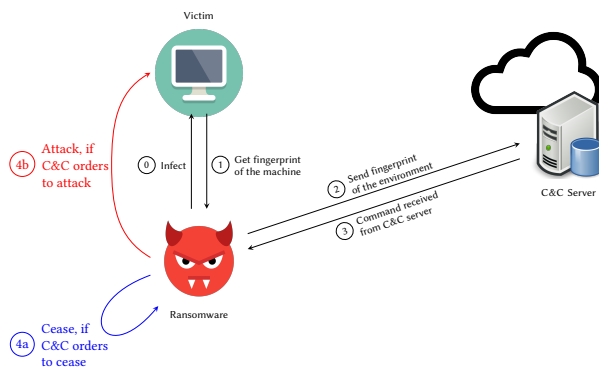 Victim
4b
Attack, if
C&C orders
to attack
0
Infect
1
Get fingerprint
of the machine
2
Send fingerprint
of the environment
3
Command received
from C&C server
C&C Server
Ransomware
4a
Cease, if
C&C orders
to cease